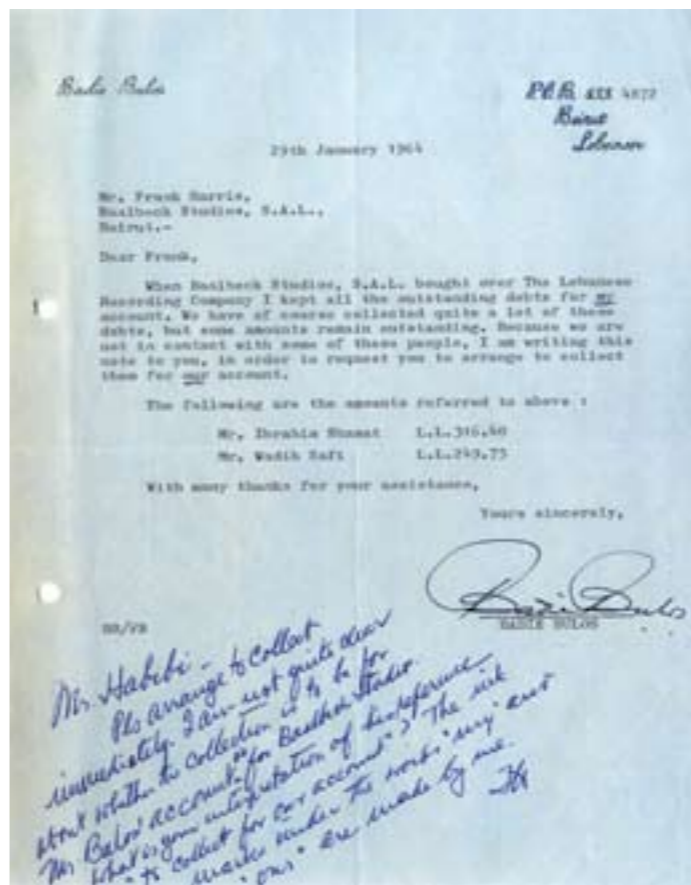 Badie Bulos
P.O.B. 4872
Beirut
Lebanon
29th January 1964
Mr. Frank Harris,
Baalbeck Studios, S.A.L.,
Beirut.-
Dear Frank,
When Baalbeck Studios, S.A.L. bought over The Lebanese
Recording Company I kept all the outstanding debts for my
account. We have of course collected quite a lot of these
debts, but some amounts remain outstanding. Because we are
not in contact with some of these people, I am writing this
note to you, in order to request you to arrange to collect
them for our account.
The following are the amounts referred to above :
Mr. Ibrahim Shamat L.L.316.40
Mr. Wadih Safi L.L.249.75
With many thanks for your assistance,
Yours sincerely,
Badie Bulos
BADIE BULOS
BB/
Mr Habibi -
Pls arrange to collect
immediately. I am not quite clear
about whether the collection is to be for
Mr Bulos' account or for Baalbeck Studios
What is your interpretation of his reference
"to collect for our account"? The ink
marks under the words "my" and
"our" are made by me.